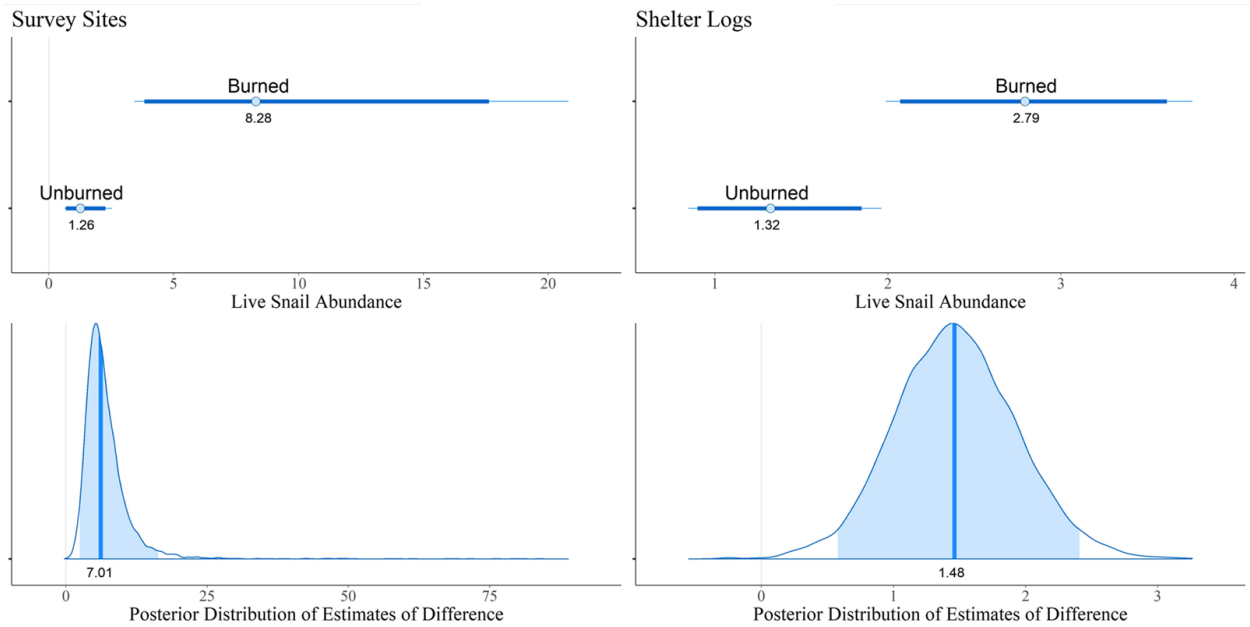 Survey Sites
Burned
8.28
Unburned
1.26
0 5 10 15 20
Live Snail Abundance
7.01
0 25 50 75
Posterior Distribution of Estimates of Difference
Shelter Logs
Burned
2.79
Unburned
1.32
1 2 3 4
Live Snail Abundance
1.48
0 1 2 3
Posterior Distribution of Estimates of Difference